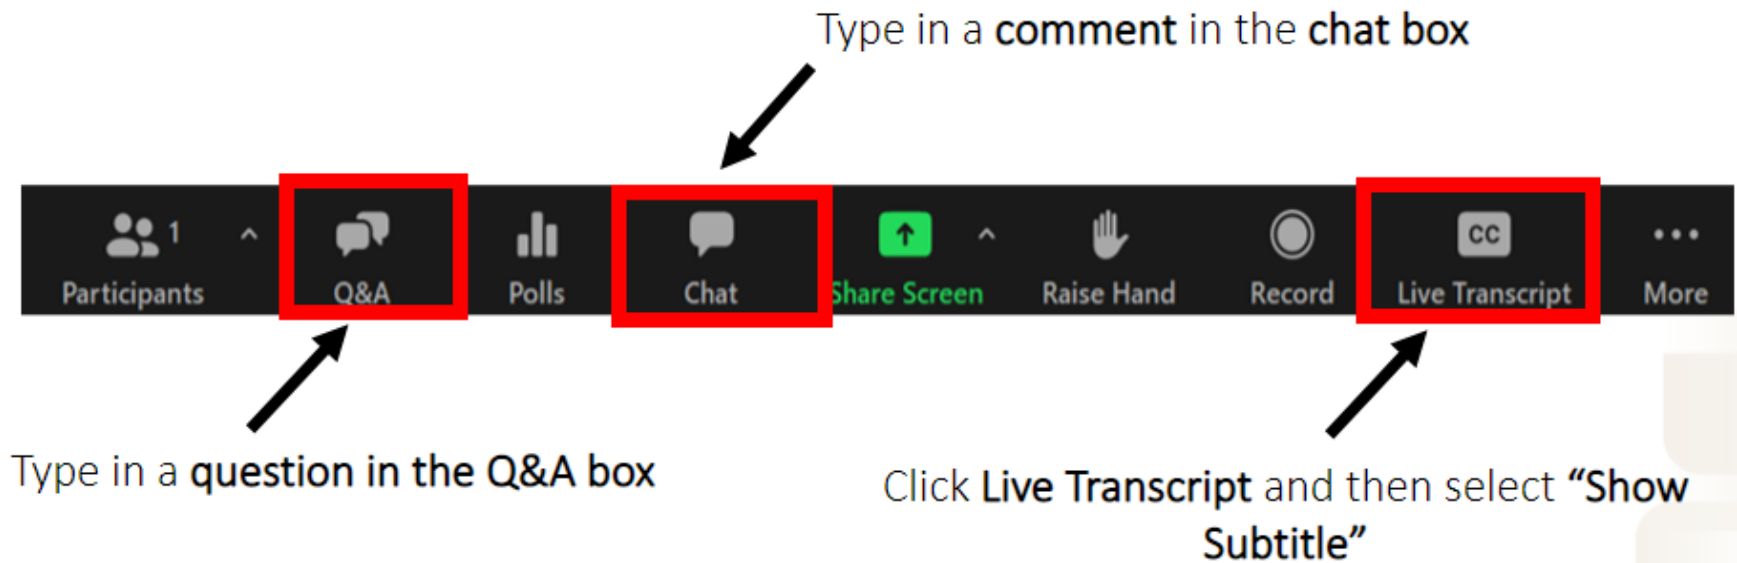 Type in a comment in the chat box
1
Participants
Q&A
Polls
Chat
Share Screen
Raise Hand
Record
CC
Live Transcript
More
Type in a question in the Q&A box
Click Live Transcript and then select “Show
Subtitle”